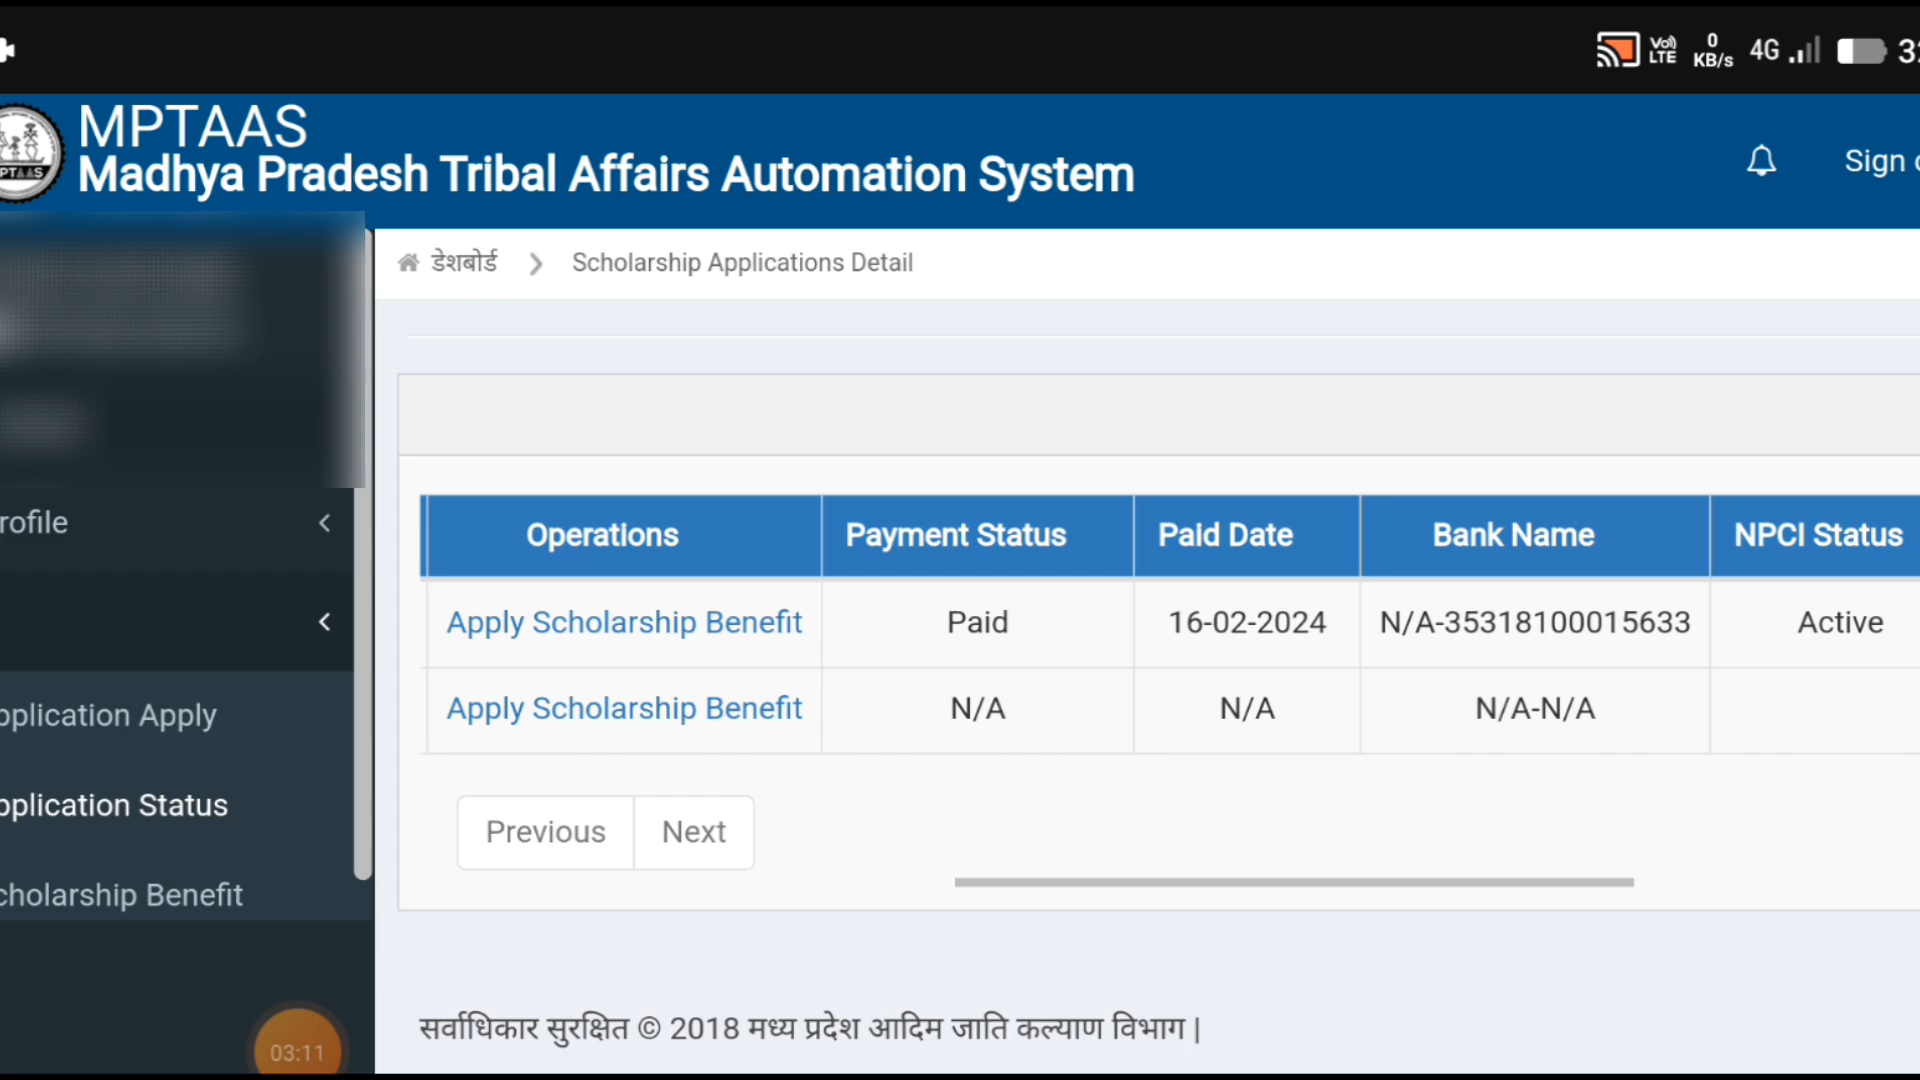 Vo)) LTE 0 KB/s 4G
MPTAAS
Madhya Pradesh Tribal Affairs Automation System
Sign
डेशबोर्ड > Scholarship Applications Detail
rofile
Operations Payment Status Paid Date Bank Name NPCI Status
Apply Scholarship Benefit Paid 16-02-2024 N/A-35318100015633 Active
Apply Scholarship Benefit N/A N/A N/A-N/A
pplication Apply
pplication Status
Previous Next
cholarship Benefit
सर्वाधिकार सुरक्षित © 2018 मध्य प्रदेश आदिम जाति कल्याण विभाग |
03:11